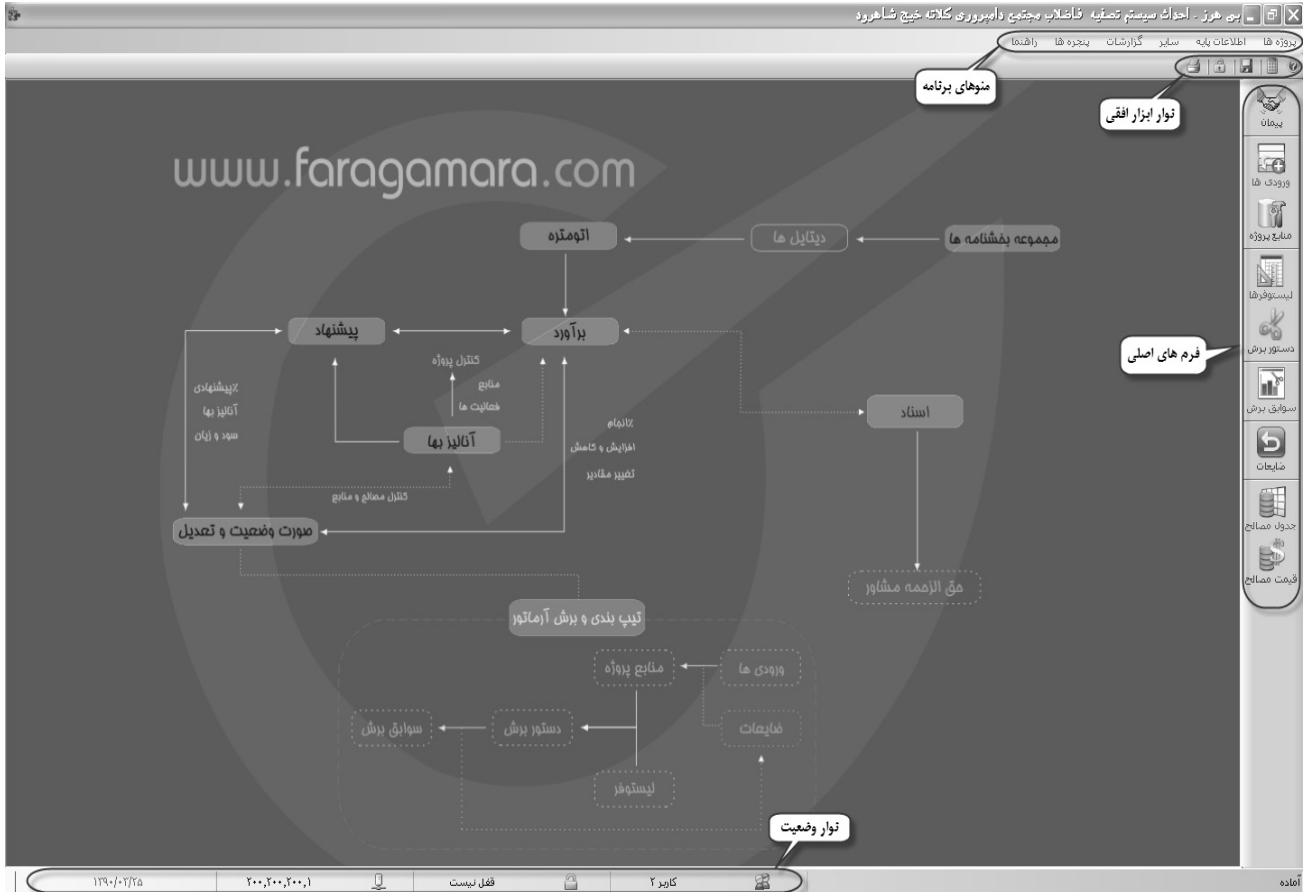 بی هرز - احداث سیستم تصفیه فاضلاب مجتمع دامپروری کلاته خیج شاهرود
پروژه ها اطلاعات پایه سایر گزارشات پنجره ها راهنما
منوهای برنامه
نوار ابزار افقی
پیمان
ورودی ها
منابع پروژه
لیستوفرها
دستور برش
سوابق برش
ضایعات
جدول مصالح
قیمت مصالح
فرم های اصلی
www.faragamara.com
مجموعه بخشنامه ها
دیتایل ها
اتومتره
برآورد
پیشنهاد
کنترل پروژه
منابع
فعالیت ها
٪پیشنهادی
آنالیز بها
سود و زیان
آنالیز بها
اسناد
٪انجام
افزایش و کاهش
تغییر مقادیر
کنترل مصالح و منابع
صورت وضعیت و تعدیل
حق الزحمه مشاور
تیپ بندی و برش آرماتور
ورودی ها
منابع پروژه
ضایعات
دستور برش
سوابق برش
لیستوفر
نوار وضعیت
آماده
کاربر ۲
قفل نیست
۲۰۰,۲۰۰,۲۰۰,۱
۱۳۹۰/۰۳/۲۵